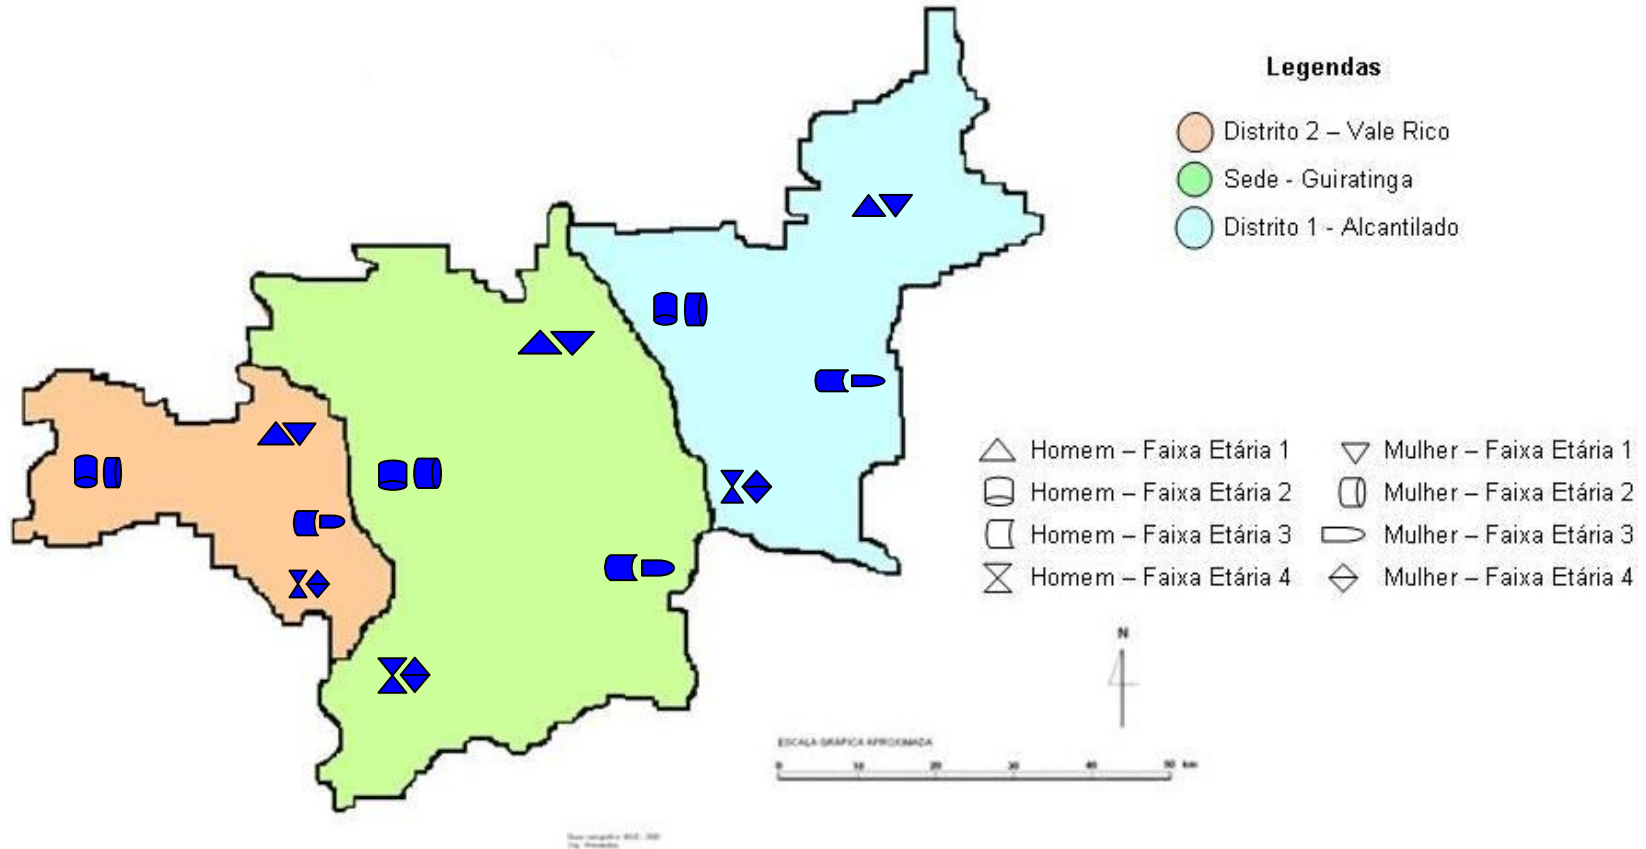 Legendas
Distrito 2 – Vale Rico
Sede - Guiratinga
Distrito 1 - Alcantilado
Homem – Faixa Etária 1
Mulher – Faixa Etária 1
Homem – Faixa Etária 2
Mulher – Faixa Etária 2
Homem – Faixa Etária 3
Mulher – Faixa Etária 3
Homem – Faixa Etária 4
Mulher – Faixa Etária 4
N
ESCALA GRÁFICA APROXIMADA
0 10 20 30 40 50 km